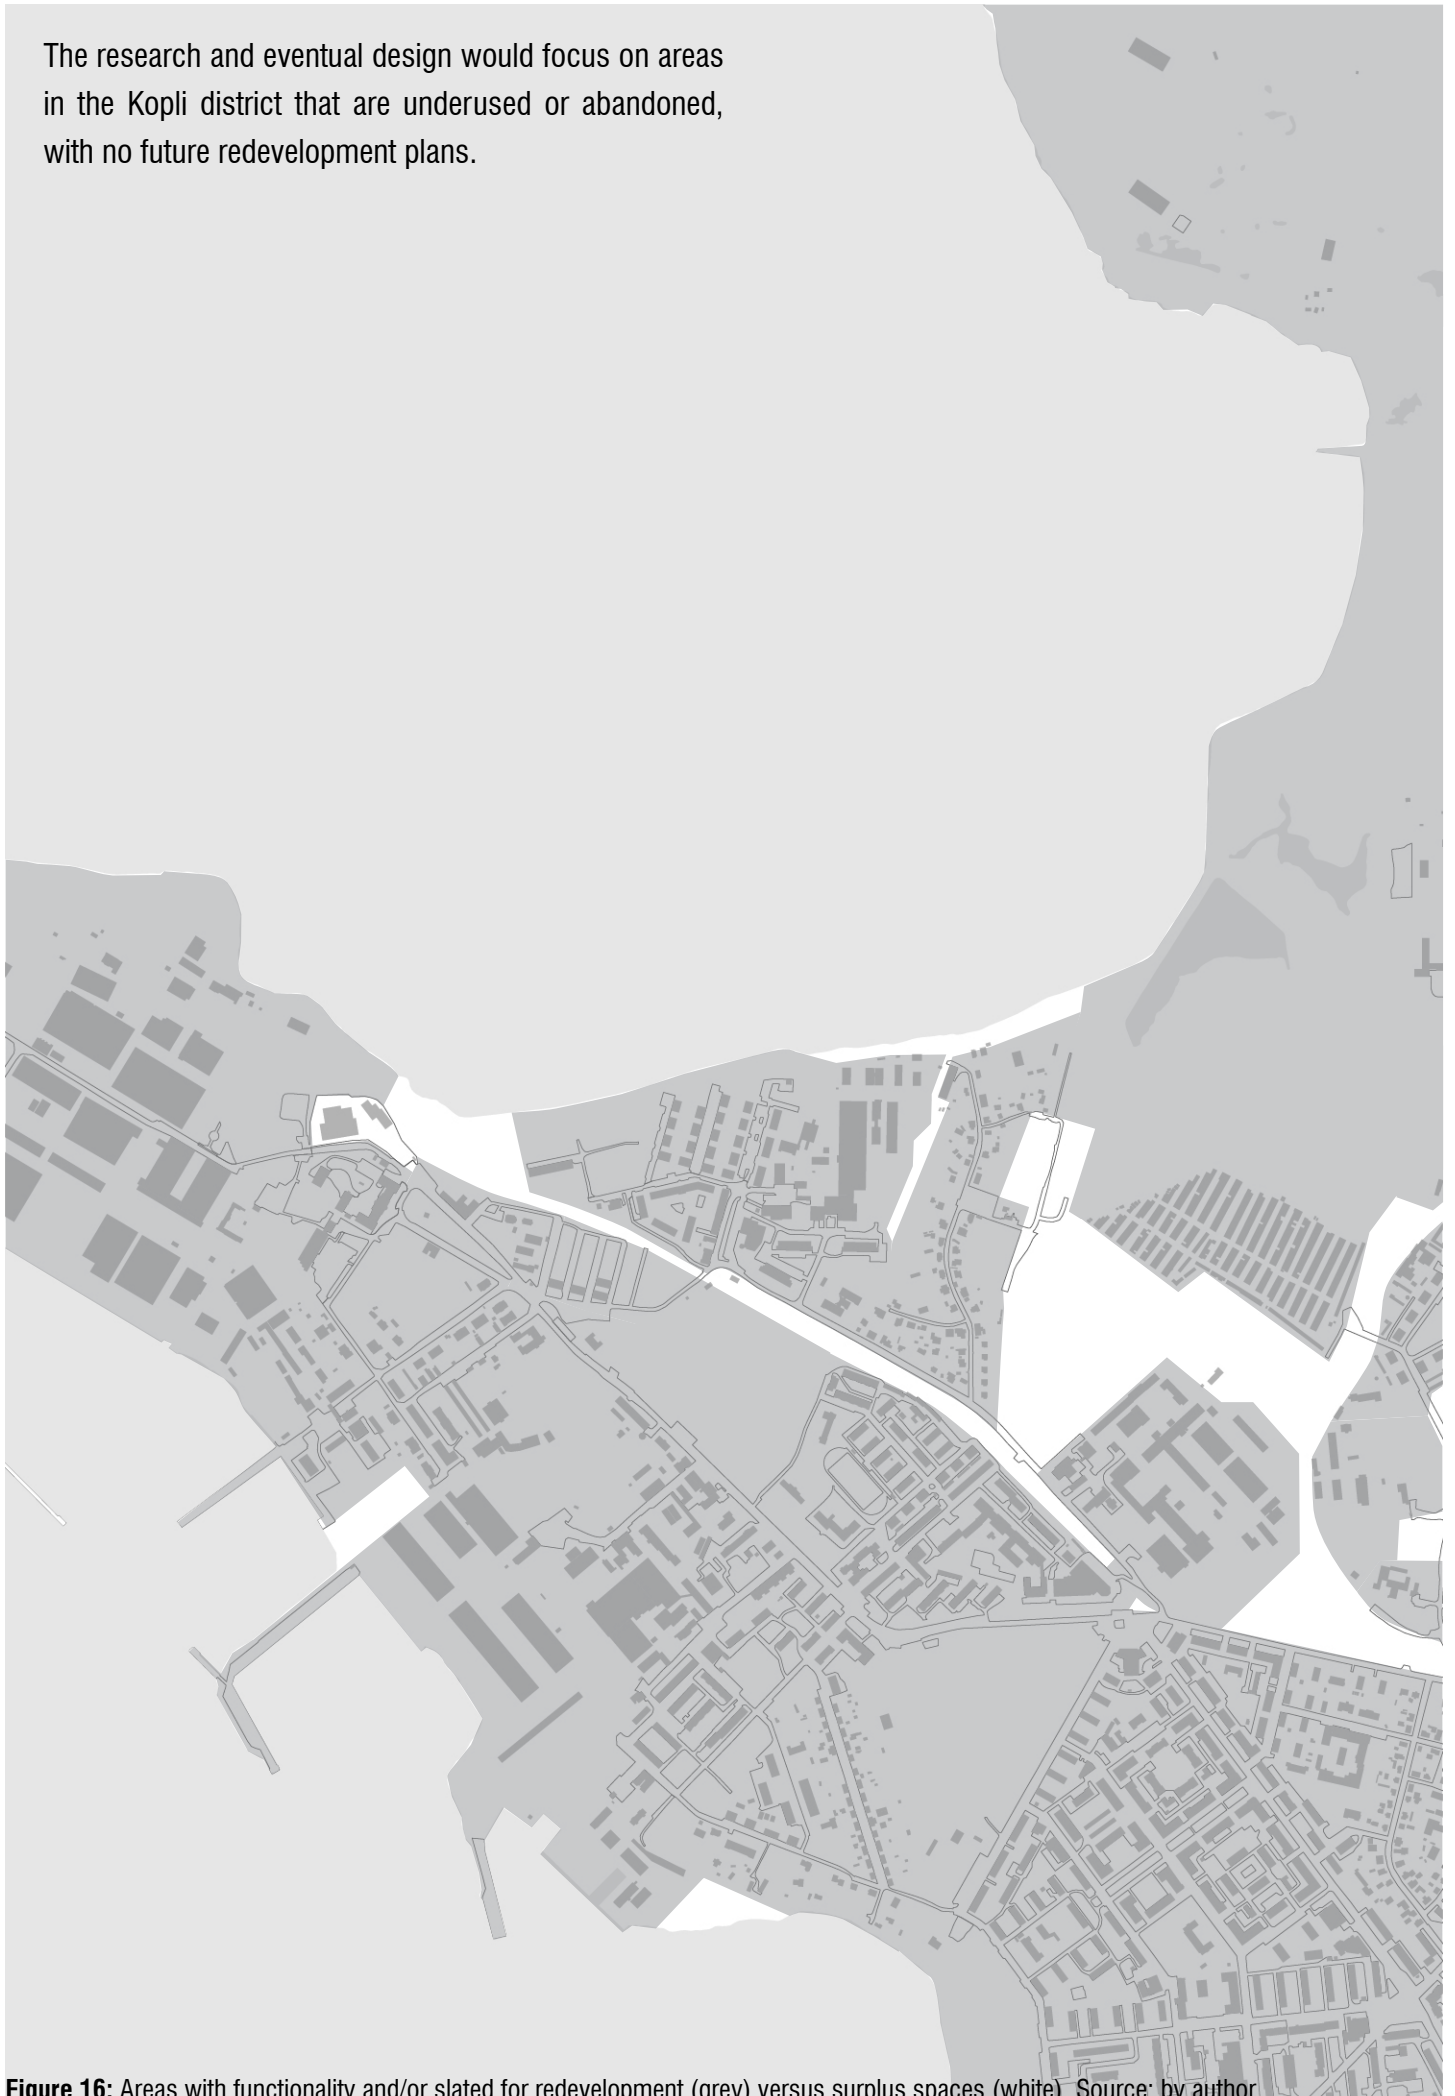 The research and eventual design would focus on areas
in the Kopli district that are underused or abandoned,
with no future redevelopment plans.
Figure 16: Areas with functionality and/or slated for redevelopment (grey) versus surplus spaces (white). Source: by author